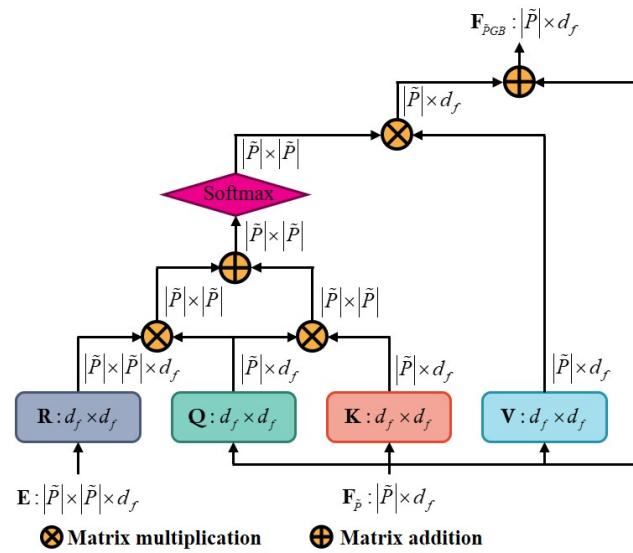 F_{P̃GB} : |P̃|×d_f
|P̃|×d_f
|P̃|×|P̃|
Softmax
|P̃|×|P̃|
|P̃|×|P̃| |P̃|×|P̃|
|P̃|×|P̃|×d_f |P̃|×d_f |P̃|×d_f |P̃|×d_f
R : d_f×d_f Q : d_f×d_f K : d_f×d_f V : d_f×d_f
E : |P̃|×|P̃|×d_f F_{P̃} : |P̃|×d_f
Matrix multiplication Matrix addition